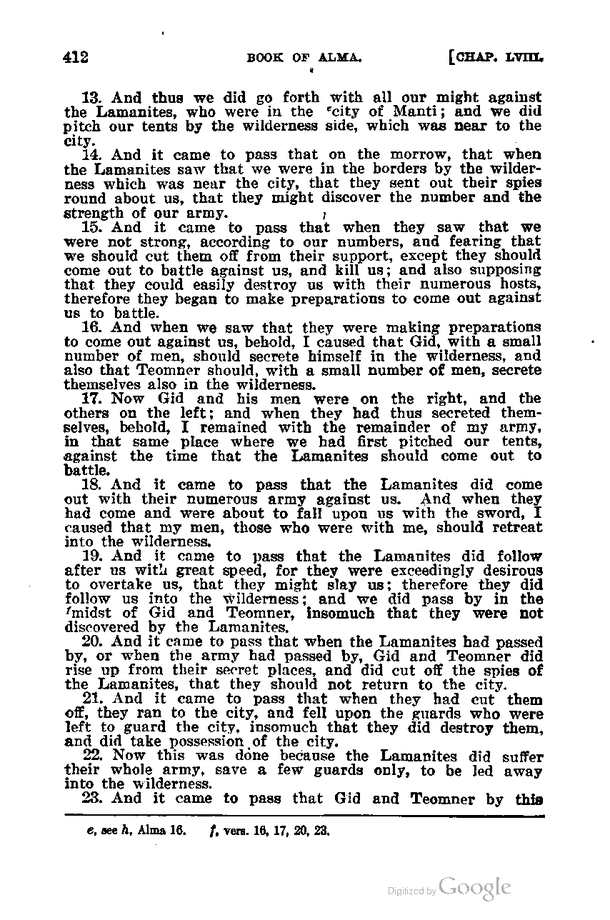 412 BOOK OF ALMA. [CHAP. LVIII.
13. And thus we did go forth with all our might against
the Lamanites, who were in the ᵉcity of Manti; and we did
pitch our tents by the wilderness side, which was near to the
city.
14. And it came to pass that on the morrow, that when
the Lamanites saw that we were in the borders by the wilder-
ness which was near the city, that they sent out their spies
round about us, that they might discover the number and the
strength of our army.
15. And it came to pass that when they saw that we
were not strong, according to our numbers, and fearing that
we should cut them off from their support, except they should
come out to battle against us, and kill us; and also supposing
that they could easily destroy us with their numerous hosts,
therefore they began to make preparations to come out against
us to battle.
16. And when we saw that they were making preparations
to come out against us, behold, I caused that Gid, with a small
number of men, should secrete himself in the wilderness, and
also that Teomner should, with a small number of men, secrete
themselves also in the wilderness.
17. Now Gid and his men were on the right, and the
others on the left; and when they had thus secreted them-
selves, behold, I remained with the remainder of my army,
in that same place where we had first pitched our tents,
against the time that the Lamanites should come out to
battle.
18. And it came to pass that the Lamanites did come
out with their numerous army against us. And when they
had come and were about to fall upon us with the sword, I
caused that my men, those who were with me, should retreat
into the wilderness.
19. And it came to pass that the Lamanites did follow
after us with great speed, for they were exceedingly desirous
to overtake us, that they might slay us; therefore they did
follow us into the wilderness; and we did pass by in the
ᶠmidst of Gid and Teomner, insomuch that they were not
discovered by the Lamanites.
20. And it came to pass that when the Lamanites had passed
by, or when the army had passed by, Gid and Teomner did
rise up from their secret places, and did cut off the spies of
the Lamanites, that they should not return to the city.
21. And it came to pass that when they had cut them
off, they ran to the city, and fell upon the guards who were
left to guard the city, insomuch that they did destroy them,
and did take possession of the city.
22. Now this was done because the Lamanites did suffer
their whole army, save a few guards only, to be led away
into the wilderness.
23. And it came to pass that Gid and Teomner by this
e, see h, Alma 16. f, vers. 16, 17, 20, 23.
Digitized by Google